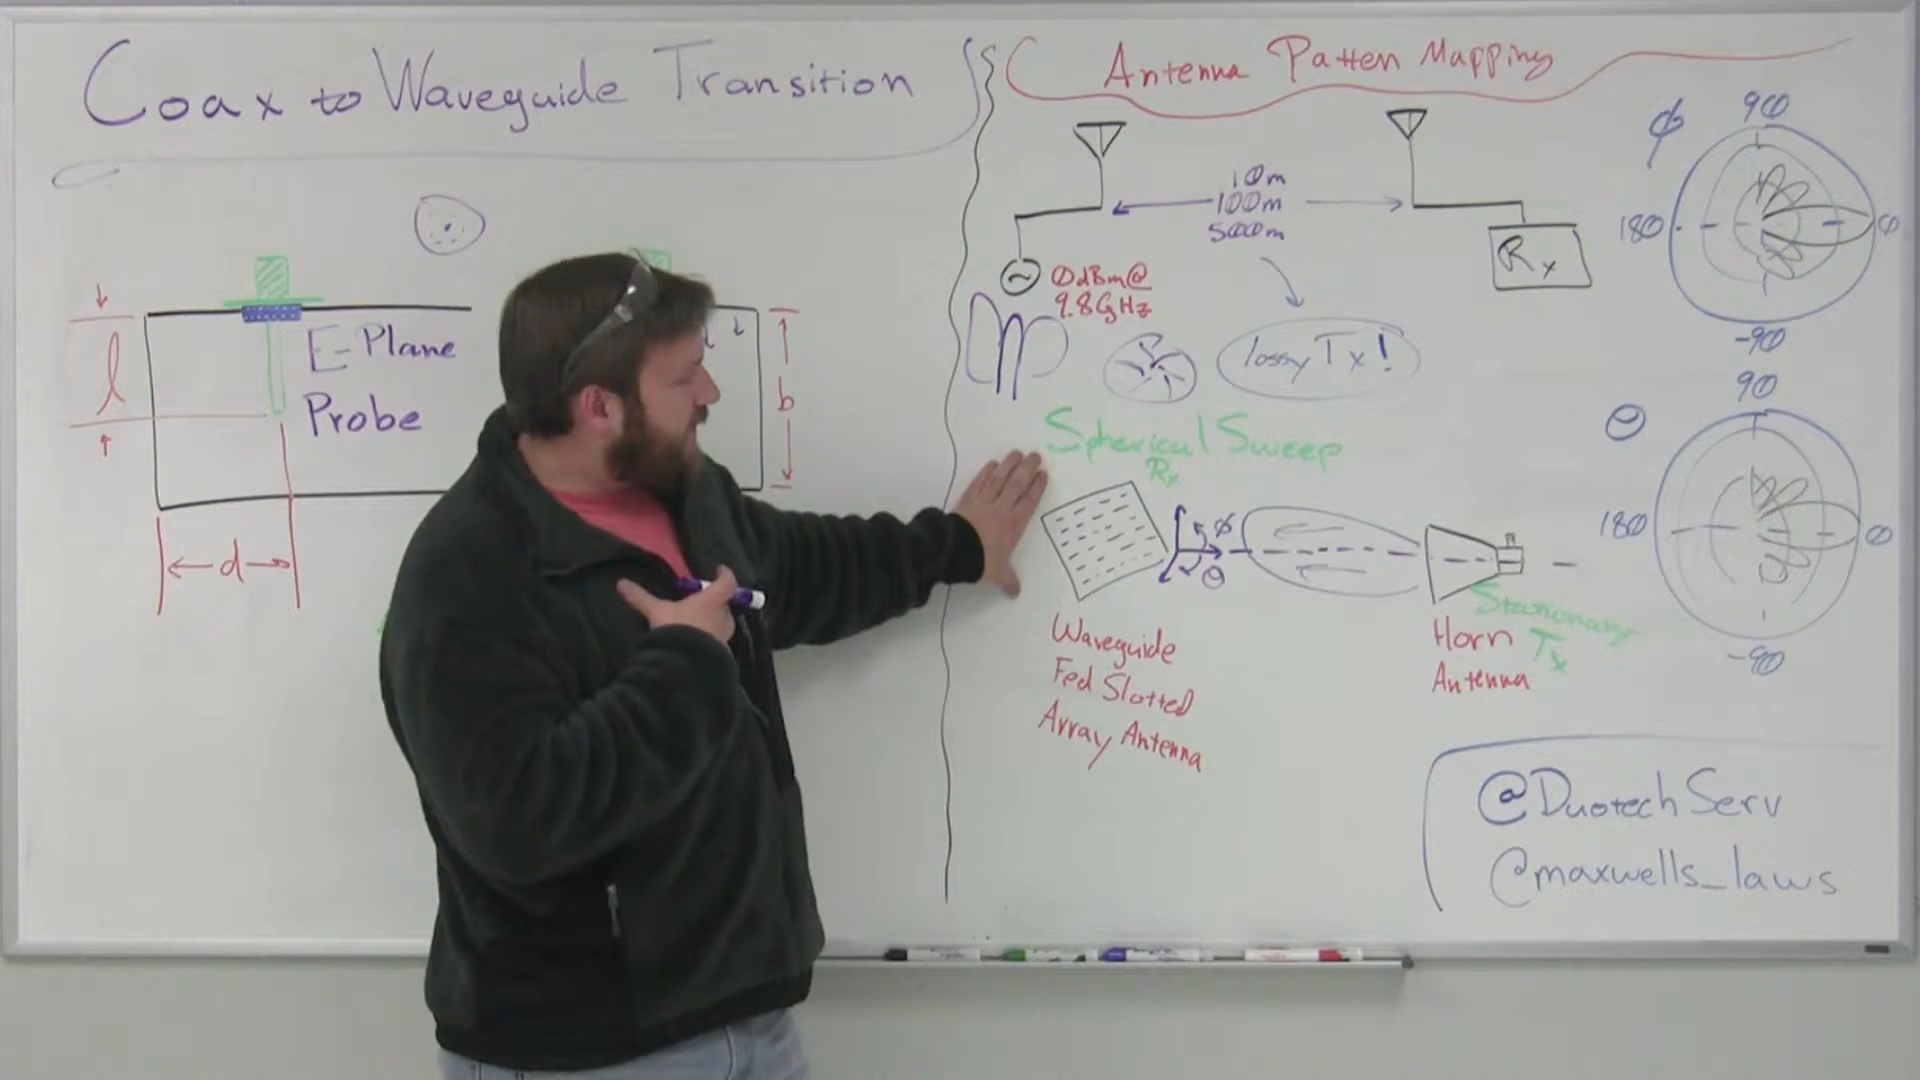 Coax to Waveguide Transition
l
E-Plane
Probe
b
d
Antenna Patten Mapping
10m
100m
5000m
0dBm@
9.8GHz
Rx
lossy Tx!
Spherical Sweep
Rx
ϕ
Θ
Waveguide
Fed Slotted
Array Antenna
Stationary
Tx
Horn
Antenna
ϕ
90
180
0
-90
Θ
90
180
0
-90
@DuotechServ
@maxwells_laws